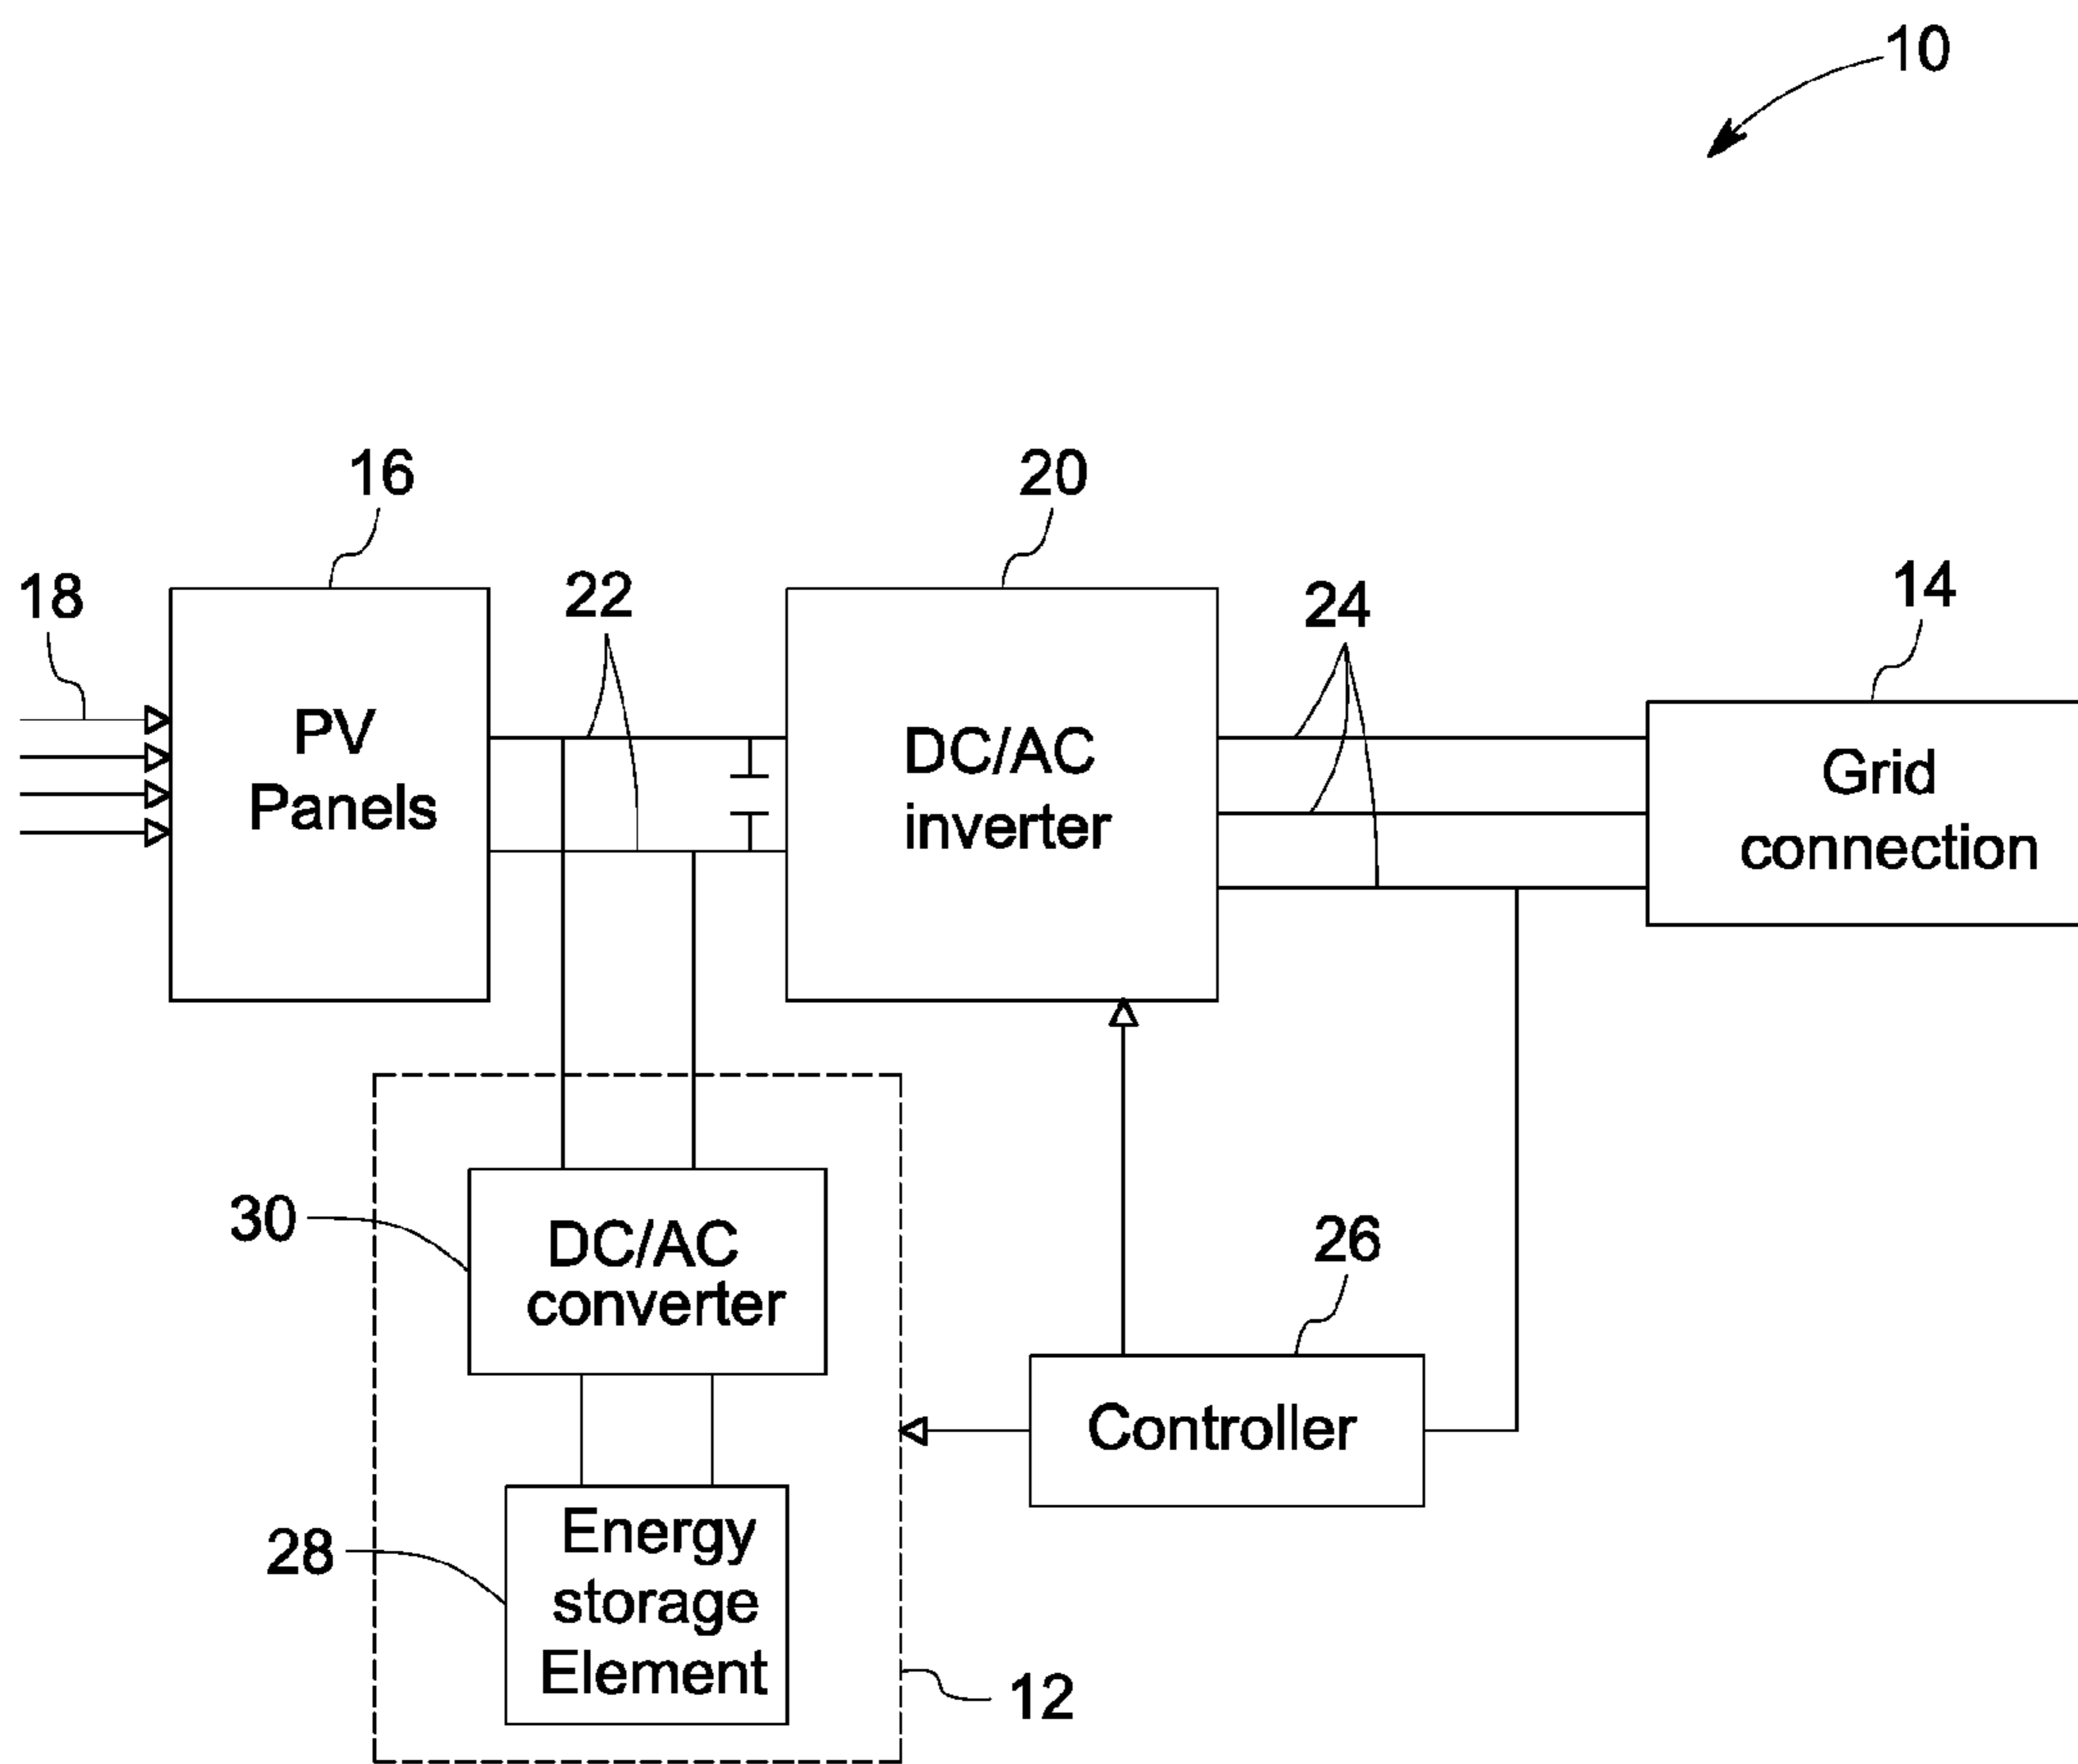 10
16
20
18
22
24
14
PV
Panels
DC/AC
inverter
Grid
connection
30
DC/AC
converter
26
Controller
28
Energy
storage
Element
12